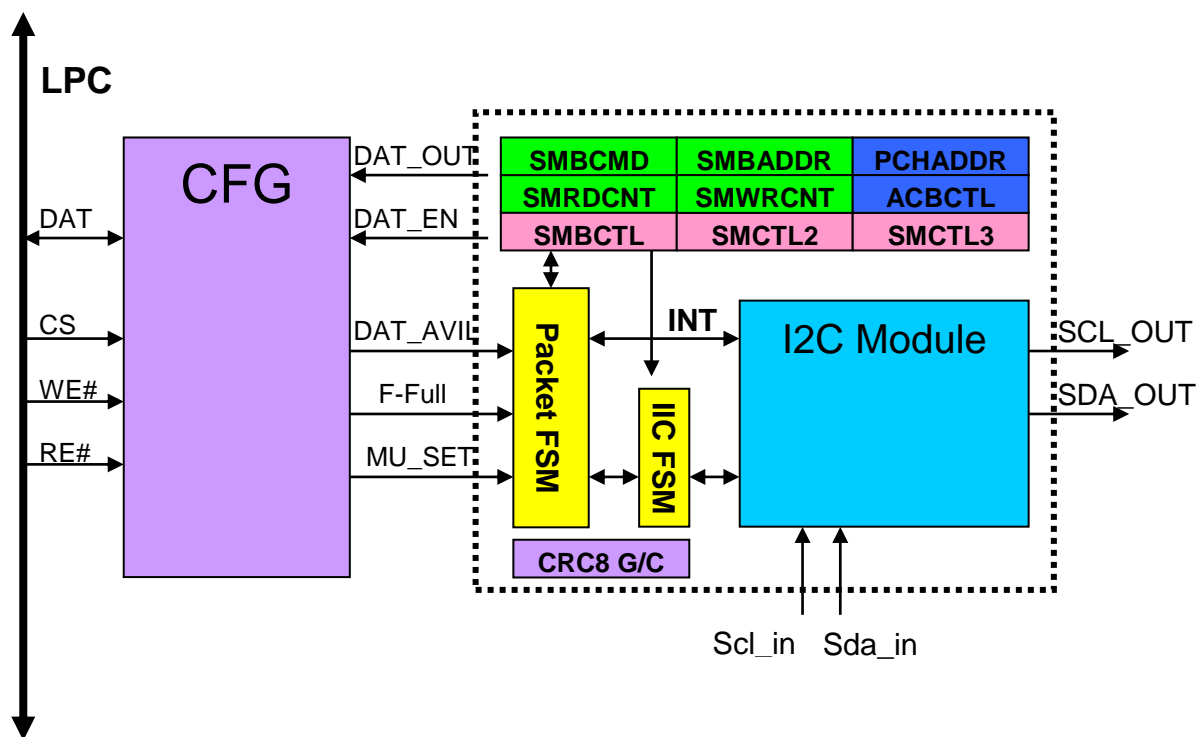 LPC
CFG
DAT
CS
WE#
RE#
DAT_OUT
DAT_EN
DAT_AVIL
F-Full
MU_SET
SMBCMD SMBADDR PCHADDR
SMRDCNT SMWRCNT ACBCTL
SMBCTL SMCTL2 SMCTL3
Packet FSM
INT
IIC FSM
I2C Module
CRC8 G/C
SCL_OUT
SDA_OUT
Scl_in Sda_in